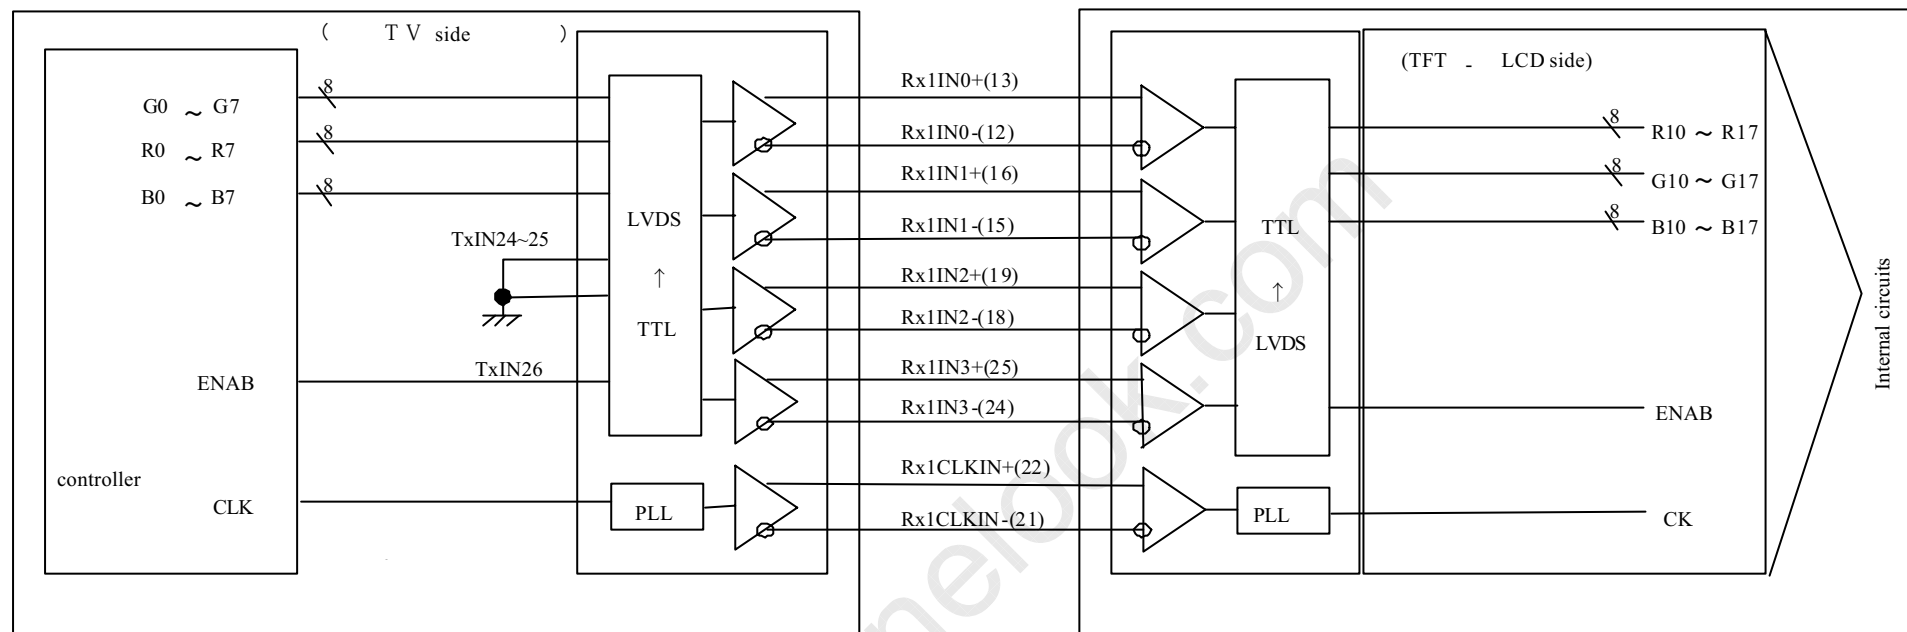 ( TV side )
G0 ~ G7
8
R0 ~ R7
8
B0 ~ B7
8
TxIN24~25
TxIN26
ENAB
controller
CLK
LVDS
↑
TTL
PLL
Rx1IN0+(13)
Rx1IN0-(12)
Rx1IN1+(16)
Rx1IN1-(15)
Rx1IN2+(19)
Rx1IN2-(18)
Rx1IN3+(25)
Rx1IN3-(24)
Rx1CLKIN+(22)
Rx1CLKIN-(21)
TTL
↑
LVDS
PLL
(TFT - LCD side)
8
R10 ~ R17
8
G10 ~ G17
8
B10 ~ B17
ENAB
CK
Internal circuits
nelook.com